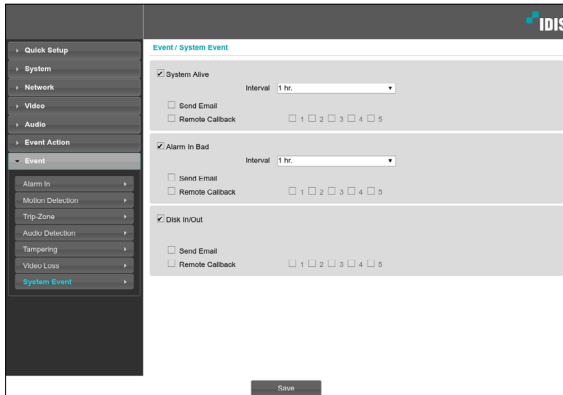 IDIS
Quick Setup
System
Network
Video
Audio
Event Action
Event
Alarm In
Motion Detection
Trip-Zone
Audio Detection
Tampering
Video Loss
System Event
Event / System Event
System Alive
Interval 1 hr.
Send Email
Remote Callback 1 2 3 4 5
Alarm In Bad
Interval 1 hr.
Send Email
Remote Callback 1 2 3 4 5
Disk In/Out
Send Email
Remote Callback 1 2 3 4 5
Save